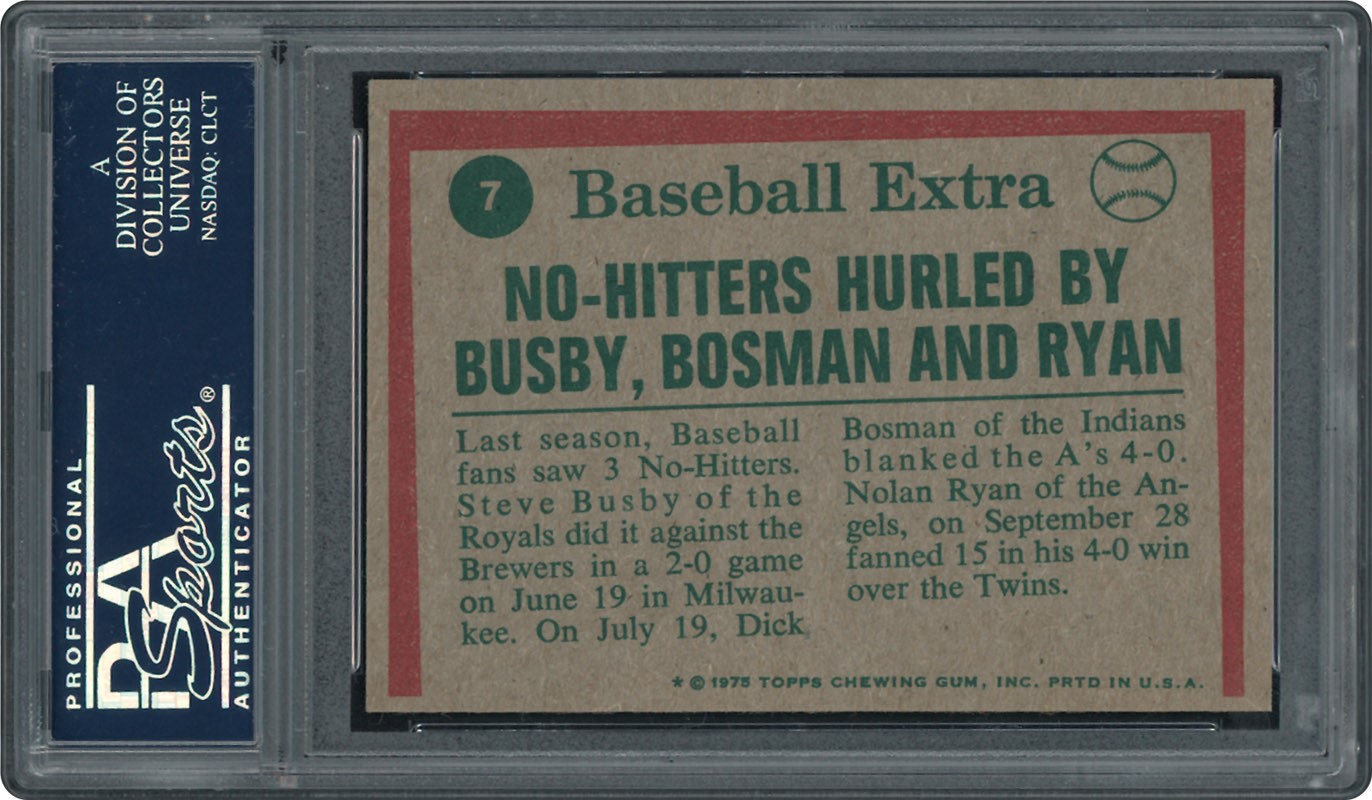 A
DIVISION OF
COLLECTORS
UNIVERSE
NASDAQ: CLCT
PROFESSIONAL
PSA
Sports®
AUTHENTICATOR
7
Baseball Extra
NO-HITTERS HURLED BY
BUSBY, BOSMAN AND RYAN
Last season, Baseball
fans saw 3 No-Hitters.
Steve Busby of the
Royals did it against the
Brewers in a 2-0 game
on June 19 in Milwau-
kee. On July 19, Dick
Bosman of the Indians
blanked the A's 4-0.
Nolan Ryan of the An-
gels, on September 28
fanned 15 in his 4-0 win
over the Twins.
* © 1975 TOPPS CHEWING GUM, INC. PRTD IN U.S.A.